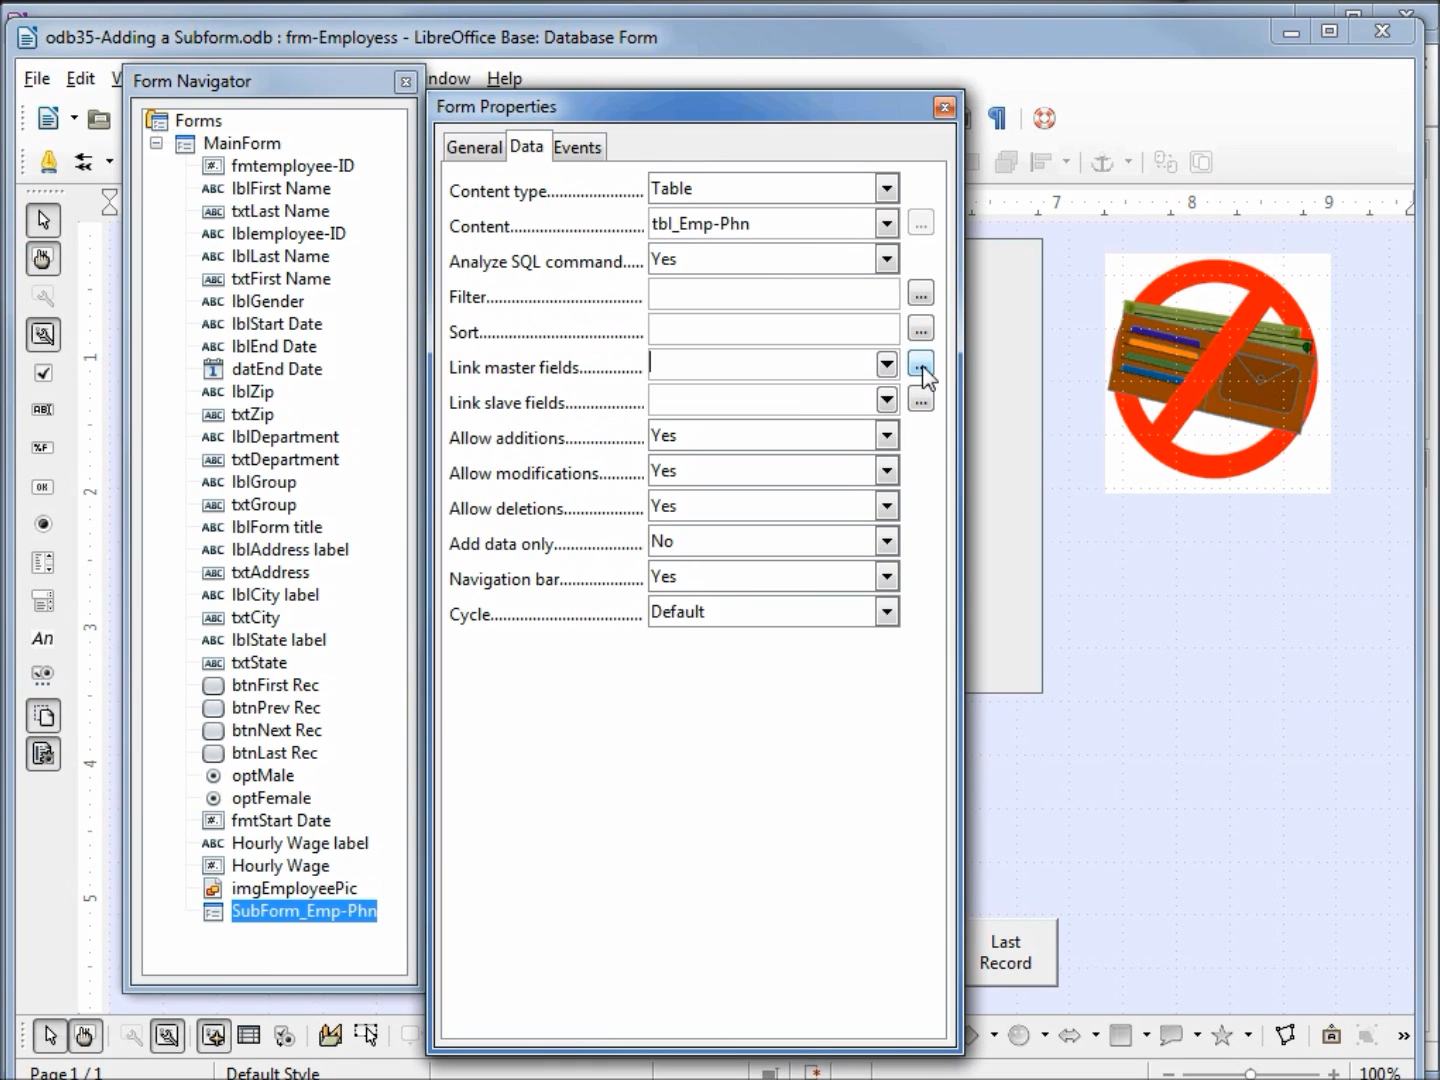 odb35-Adding a Subform.odb : frm-Employess - LibreOffice Base: Database Form
File Edit V
ndow Help
Form Navigator
Forms
MainForm
fmtemployee-ID
lblFirst Name
txtLast Name
lblemployee-ID
lblLast Name
txtFirst Name
lblGender
lblStart Date
lblEnd Date
datEnd Date
lblZip
txtZip
lblDepartment
txtDepartment
lblGroup
txtGroup
lblForm title
lblAddress label
txtAddress
lblCity label
txtCity
lblState label
txtState
btnFirst Rec
btnPrev Rec
btnNext Rec
btnLast Rec
optMale
optFemale
fmtStart Date
Hourly Wage label
Hourly Wage
imgEmployeePic
SubForm_Emp-Phn
Form Properties
General Data Events
Content type............... Table
Content............... tbl_Emp-Phn ...
Analyze SQL command..... Yes
Filter............... ...
Sort............... ...
Link master fields............... ...
Link slave fields............... ...
Allow additions............... Yes
Allow modifications........... Yes
Allow deletions............... Yes
Add data only............... No
Navigation bar............... Yes
Cycle............... Default
7 8 9
1
2
3
4
5
Last
Record
Page 1 / 1 Default Style 100%